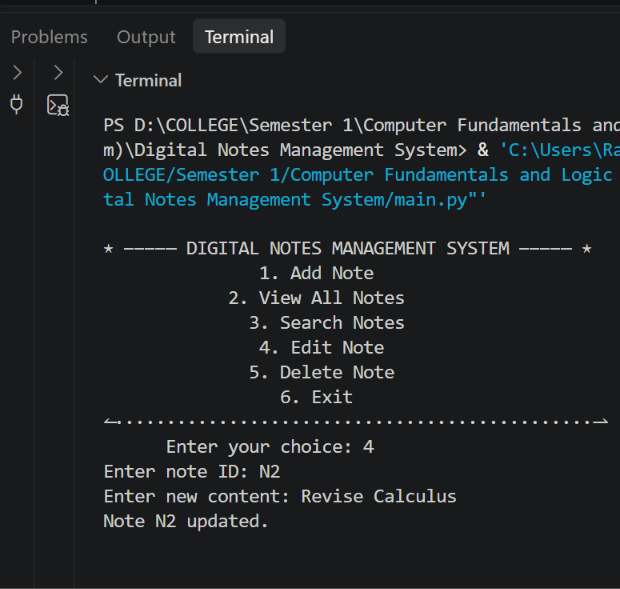 Problems Output Terminal
Terminal
PS D:\COLLEGE\Semester 1\Computer Fundamentals and
m)\Digital Notes Management System> & 'C:\Users\Ra
OLLEGE/Semester 1/Computer Fundamentals and Logic
tal Notes Management System/main.py"'
* ————— DIGITAL NOTES MANAGEMENT SYSTEM ————— *
1. Add Note
2. View All Notes
3. Search Notes
4. Edit Note
5. Delete Note
6. Exit
Enter your choice: 4
Enter note ID: N2
Enter new content: Revise Calculus
Note N2 updated.